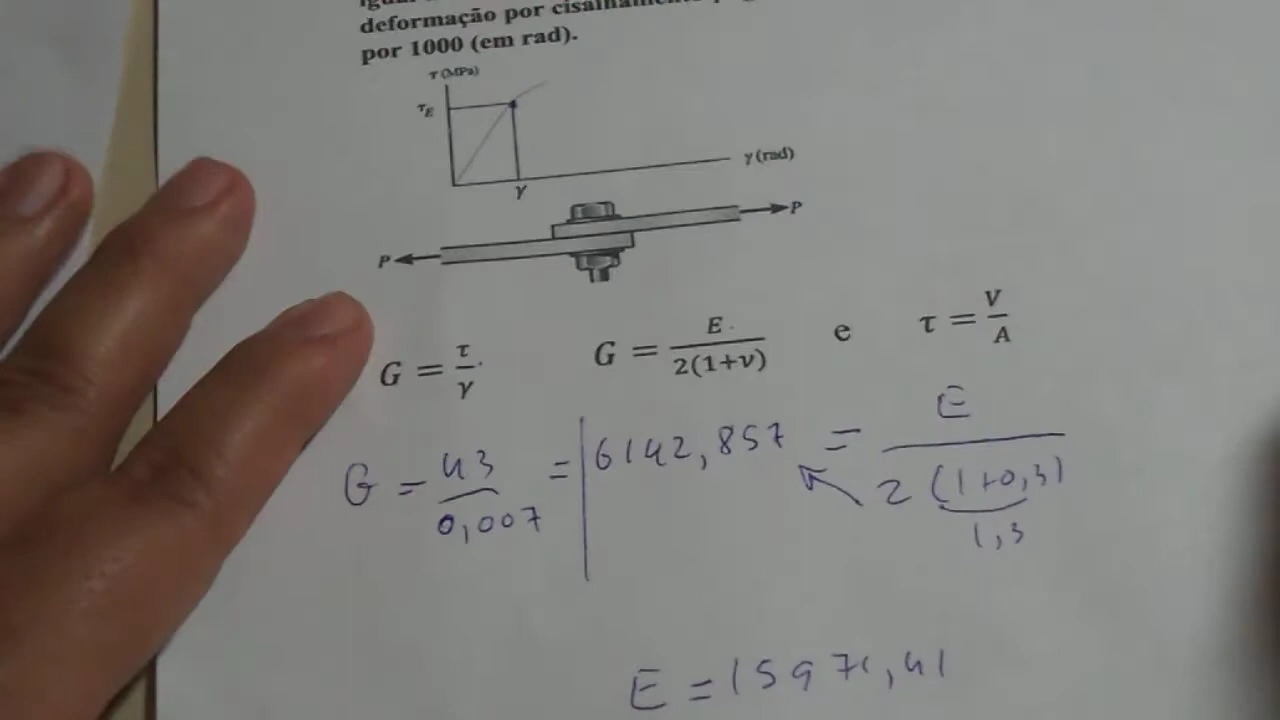 deformação por cisalhamento
por 1000 (em rad).
τ (MPa)
τE
γ (rad)
γ
P
P
G = τ/γ. G = E./2(1+ν) e τ = V/A
G = 43/0,007 = 6142,857 = E/2(1+0,3)
1,3
E = 15971,41